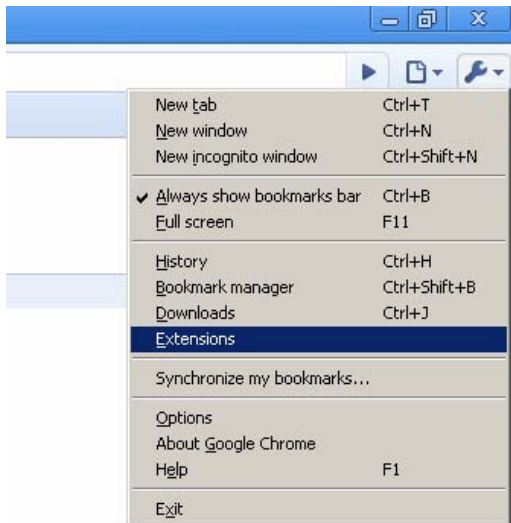 New tab Ctrl+T
New window Ctrl+N
New incognito window Ctrl+Shift+N
Always show bookmarks bar Ctrl+B
Full screen F11
History Ctrl+H
Bookmark manager Ctrl+Shift+B
Downloads Ctrl+J
Extensions
Synchronize my bookmarks...
Options
About Google Chrome
Help F1
Exit